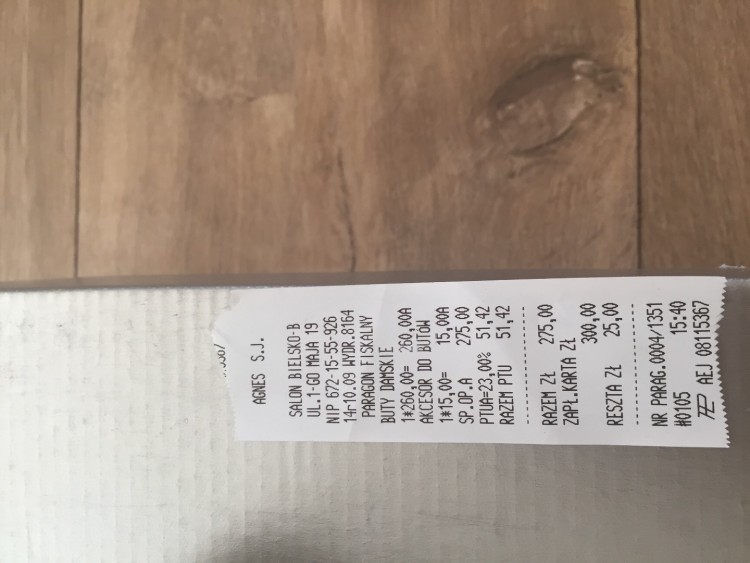 AGNES S.J.
SALON BIELSKO-B
UL.1-GO MAJA 19
NIP 672-15-55-926
14r-10.09 WYDR.8164
PARAGON FISKALNY
BUTY DAMSKIE
1*260,00= 260,00A
AKCESOR DO BUTÓW
1*15,00= 15,00A
SP.OP.A 275,00
PTUA=23,00% 51,42
RAZEM PTU 51,42
RAZEM ZŁ 275,00
ZAPŁ.KARTA ZŁ
300,00
RESZTA ZŁ 25,00
NR PARAG.0004/1351
#0105 15:40
AEJ 08115367